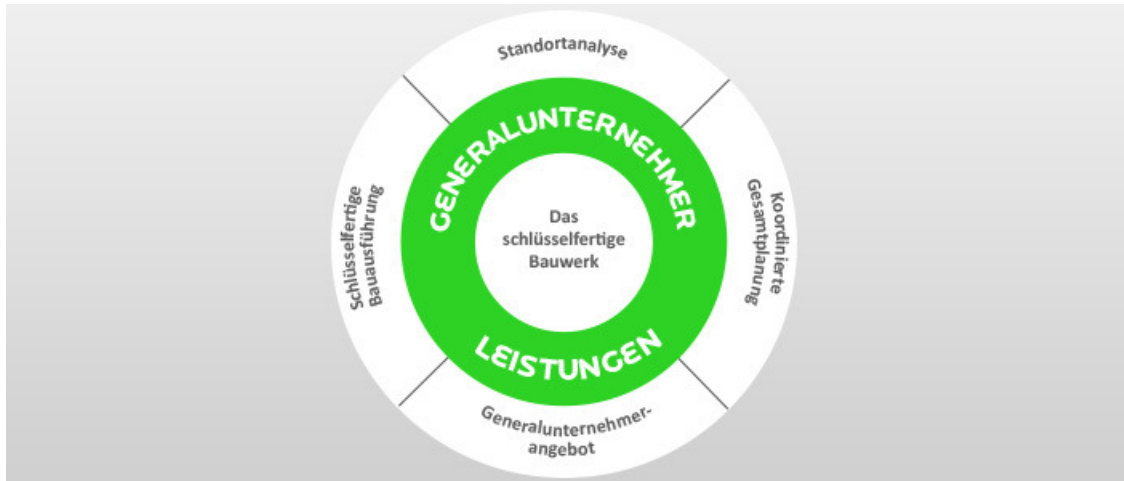 Standortanalyse
GENERALUNTERNEHMER
LEISTUNGEN
Das
schlüsselfertige
Bauwerk
Koordinierte
Gesamtplanung
Generalunternehmer-
angebot
Schlüsselfertige
Bauausführung